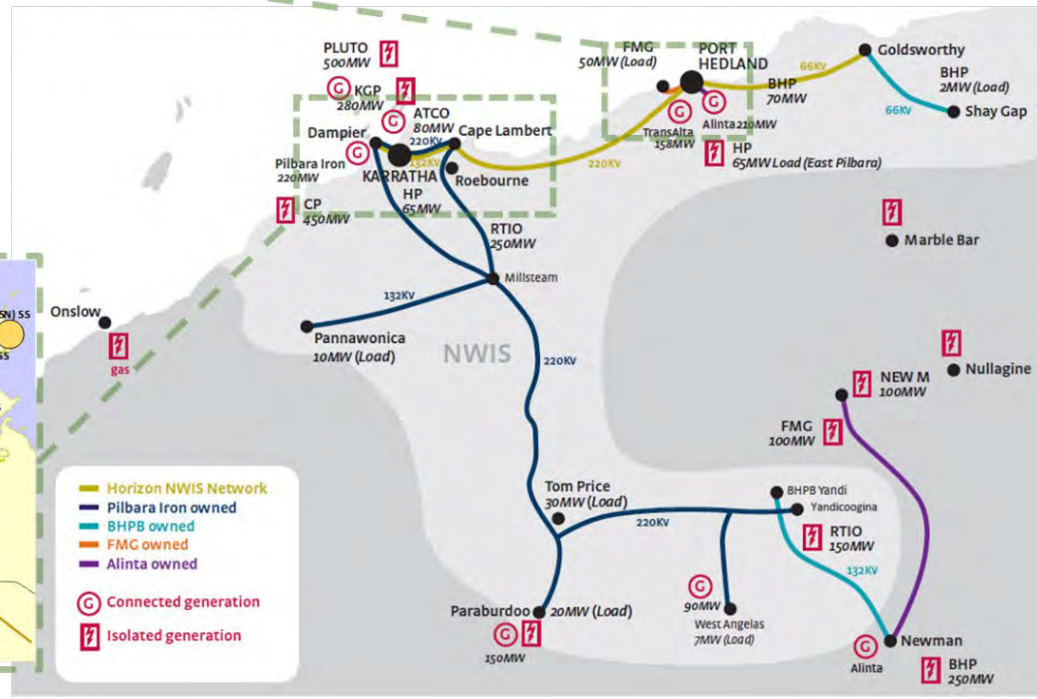 PLUTO
500MW
KGP
280MW
ATCO
80MW
Dampier
220KV
Cape Lambert
132KV
Pilbara Iron
220MW
KARRATHA
HP
65MW
Roebourne
CP
450MW
RTIO
250MW
Millsteam
FMG
50MW (Load)
PORT
HEDLAND
66KV
Goldsworthy
BHP
70MW
BHP
2MW (Load)
66KV
Shay Gap
TransAlta
158MW
Alinta 210MW
HP
65MW Load (East Pilbara)
220KV
Marble Bar
Onslow
gas
132KV
Pannawonica
10MW (Load)
NWIS
220KV
Nullagine
NEW M
100MW
FMG
100MW
SN) SS
SS
Tom Price
30MW (Load)
220KV
BHPB Yandi
Yandicoogina
RTIO
150MW
132KV
Horizon NWIS Network
Pilbara Iron owned
BHPB owned
FMG owned
Alinta owned
G Connected generation
Isolated generation
Paraburdoo
20MW (Load)
G
150MW
G
90MW
West Angelas
7MW (Load)
G
Alinta
Newman
BHP
250MW
G
G
G
G
G